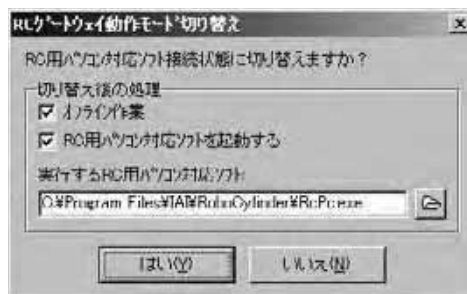 RCゲートウェイ動作モード切り替え
RC用パソコン対応ソフト接続状態に切り替えますか？
切り替え後の処理
オンライン作業
RC用パソコン対応ソフトを起動する
実行するRC用パソコン対応ソフト
C:¥Program Files¥IAI¥RoboCylinder¥RcPc.exe
はい(Y)
いいえ(N)